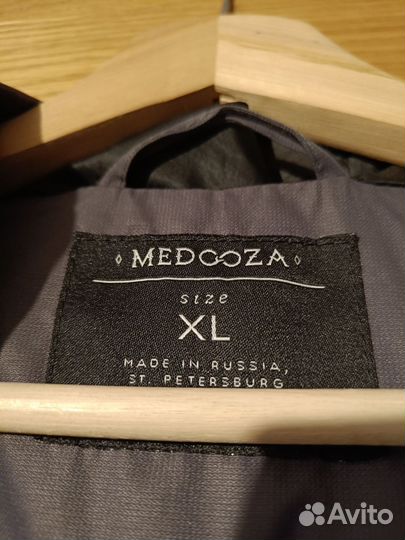 MEDOOZA
size
XL
MADE IN RUSSIA,
ST. PETERSBURG
Avito